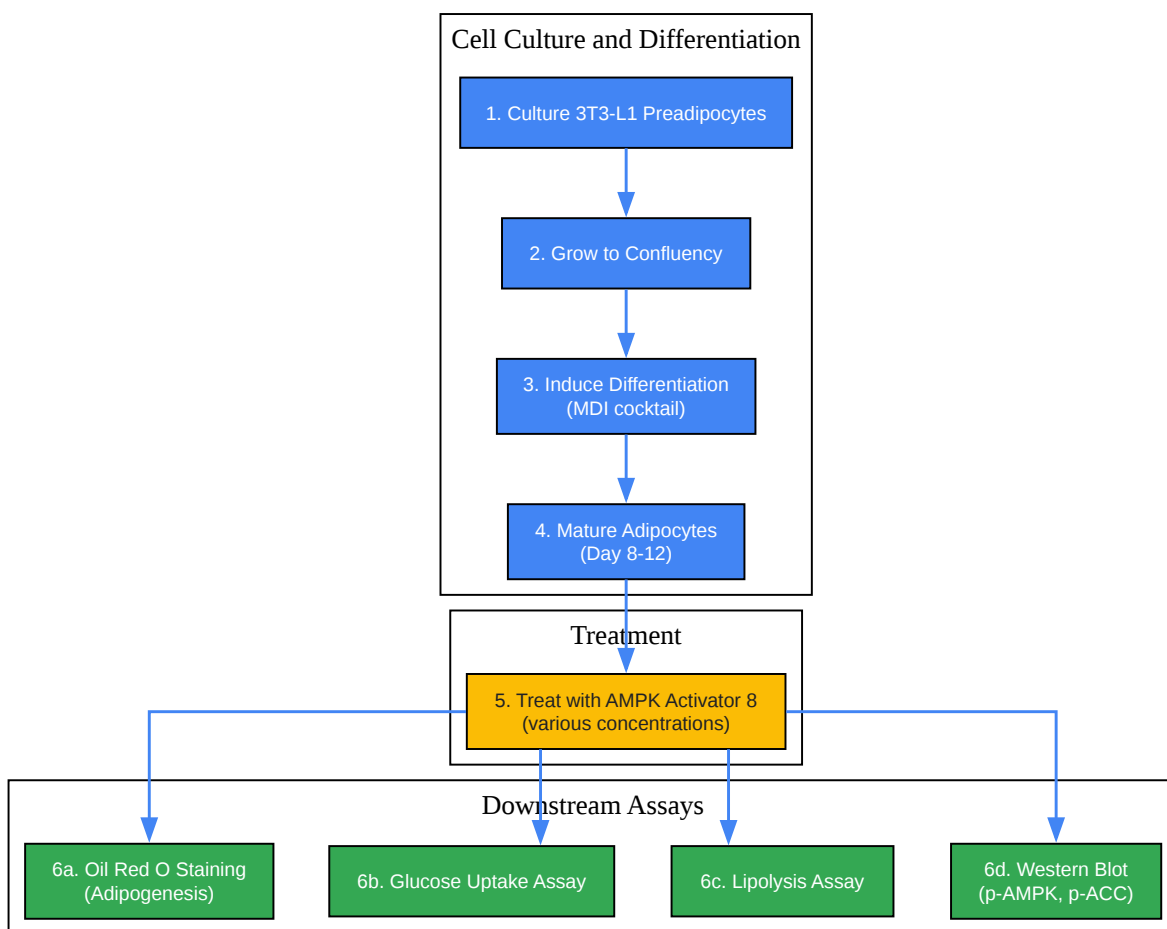 Cell Culture and Differentiation
1. Culture 3T3-L1 Preadipocytes
2. Grow to Confluency
3. Induce Differentiation
(MDI cocktail)
4. Mature Adipocytes
(Day 8-12)
Treatment
5. Treat with AMPK Activator 8
(various concentrations)
Downstream Assays
6a. Oil Red O Staining
(Adipogenesis)
6b. Glucose Uptake Assay
6c. Lipolysis Assay
6d. Western Blot
(p-AMPK, p-ACC)